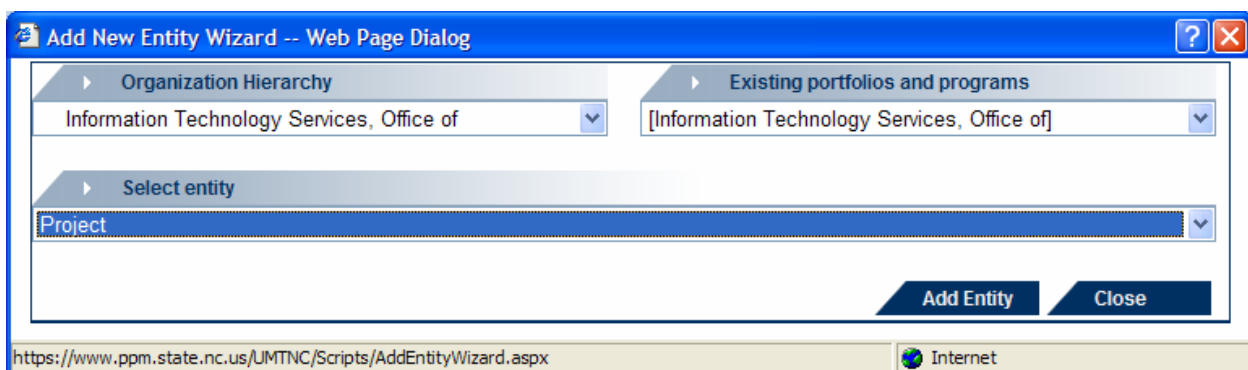 Add New Entity Wizard -- Web Page Dialog
Organization Hierarchy
Existing portfolios and programs
Information Technology Services, Office of
[Information Technology Services, Office of]
Select entity
Project
Add Entity
Close
https://www.ppm.state.nc.us/UMTNC/Scripts/AddEntityWizard.aspx
Internet